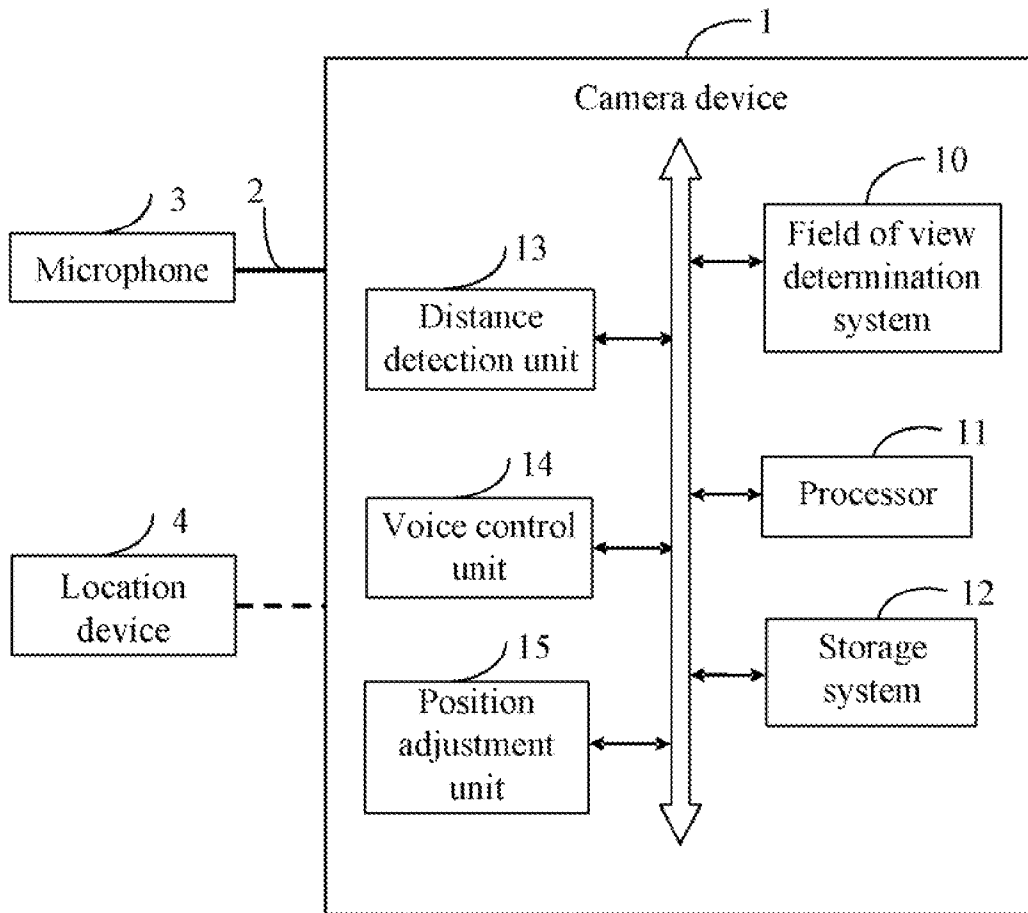 1
Camera device
10
Field of view
determination
system
3
Microphone
2
13
Distance
detection unit
11
Processor
14
Voice control
unit
4
Location
device
12
Storage
system
15
Position
adjustment
unit